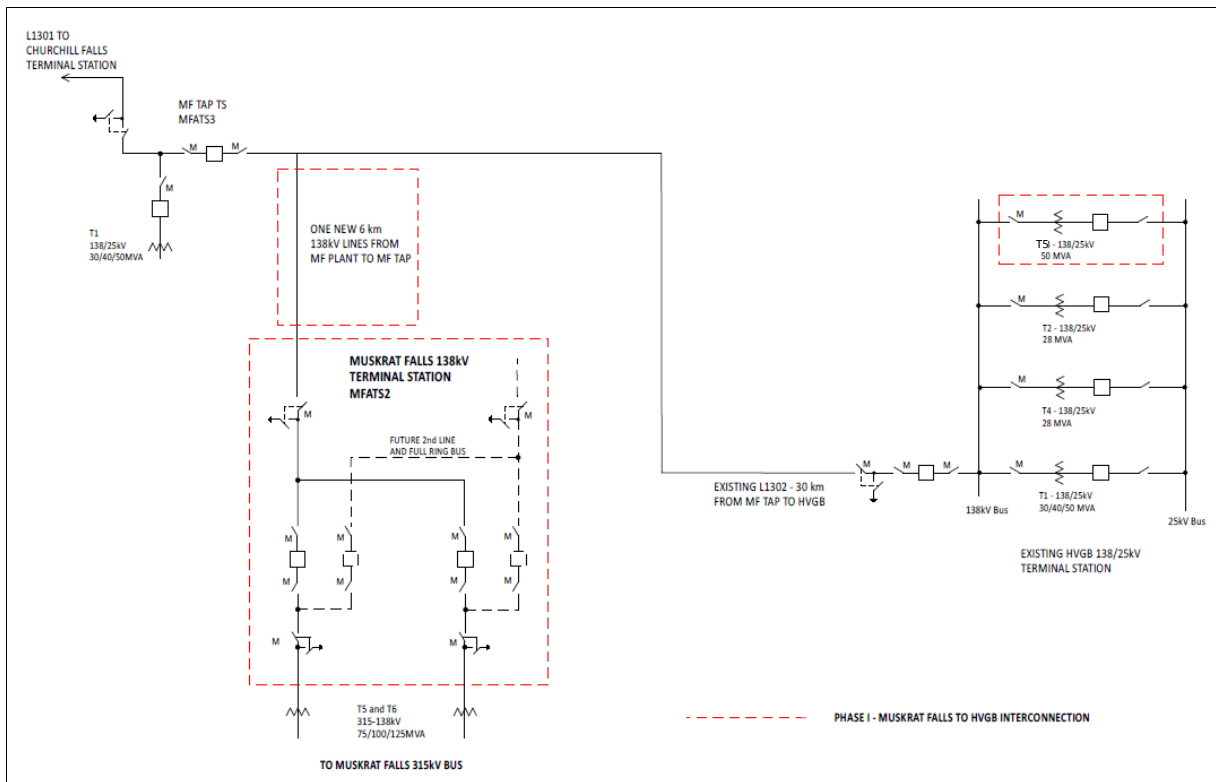 L1301 TO
CHURCHILL FALLS
TERMINAL STATION
MF TAP TS
MFATS3
M
M
M
T1
138/25kV
30/40/50MVA
ONE NEW 6 km
138kV LINES FROM
MF PLANT TO MF TAP
M
T5i - 138/25kV
50 MVA
M
T2 - 138/25kV
28 MVA
M
T4 - 138/25kV
28 MVA
MUSKRAT FALLS 138kV
TERMINAL STATION
MFATS2
M
M
FUTURE 2nd LINE
AND FULL RING BUS
M
M
M
M
EXISTING L1302 - 30 km
FROM MF TAP TO HVGB
138kV Bus
T1 - 138/25kV
30/40/50 MVA
25kV Bus
M
M
M
M
M
M
M
M
EXISTING HVGB 138/25kV
TERMINAL STATION
M
M
T5 and T6
315-138kV
75/100/125MVA
PHASE I - MUSKRAT FALLS TO HVGB INTERCONNECTION
TO MUSKRAT FALLS 315kV BUS